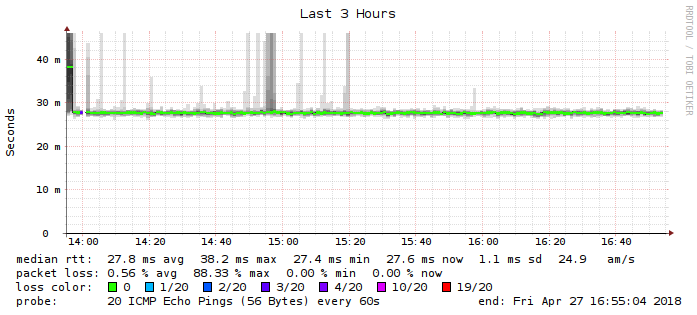 Last 3 Hours
RRDTOOL / TOBI OETIKER
Seconds
40 m
30 m
20 m
10 m
0
14:00 14:20 14:40 15:00 15:20 15:40 16:00 16:20 16:40
median rtt: 27.8 ms avg 38.2 ms max 27.4 ms min 27.6 ms now 1.1 ms sd 24.9 am/s
packet loss: 0.56 % avg 88.33 % max 0.00 % min 0.00 % now
loss color: 0 1/20 2/20 3/20 4/20 10/20 19/20
probe: 20 ICMP Echo Pings (56 Bytes) every 60s end: Fri Apr 27 16:55:04 2018